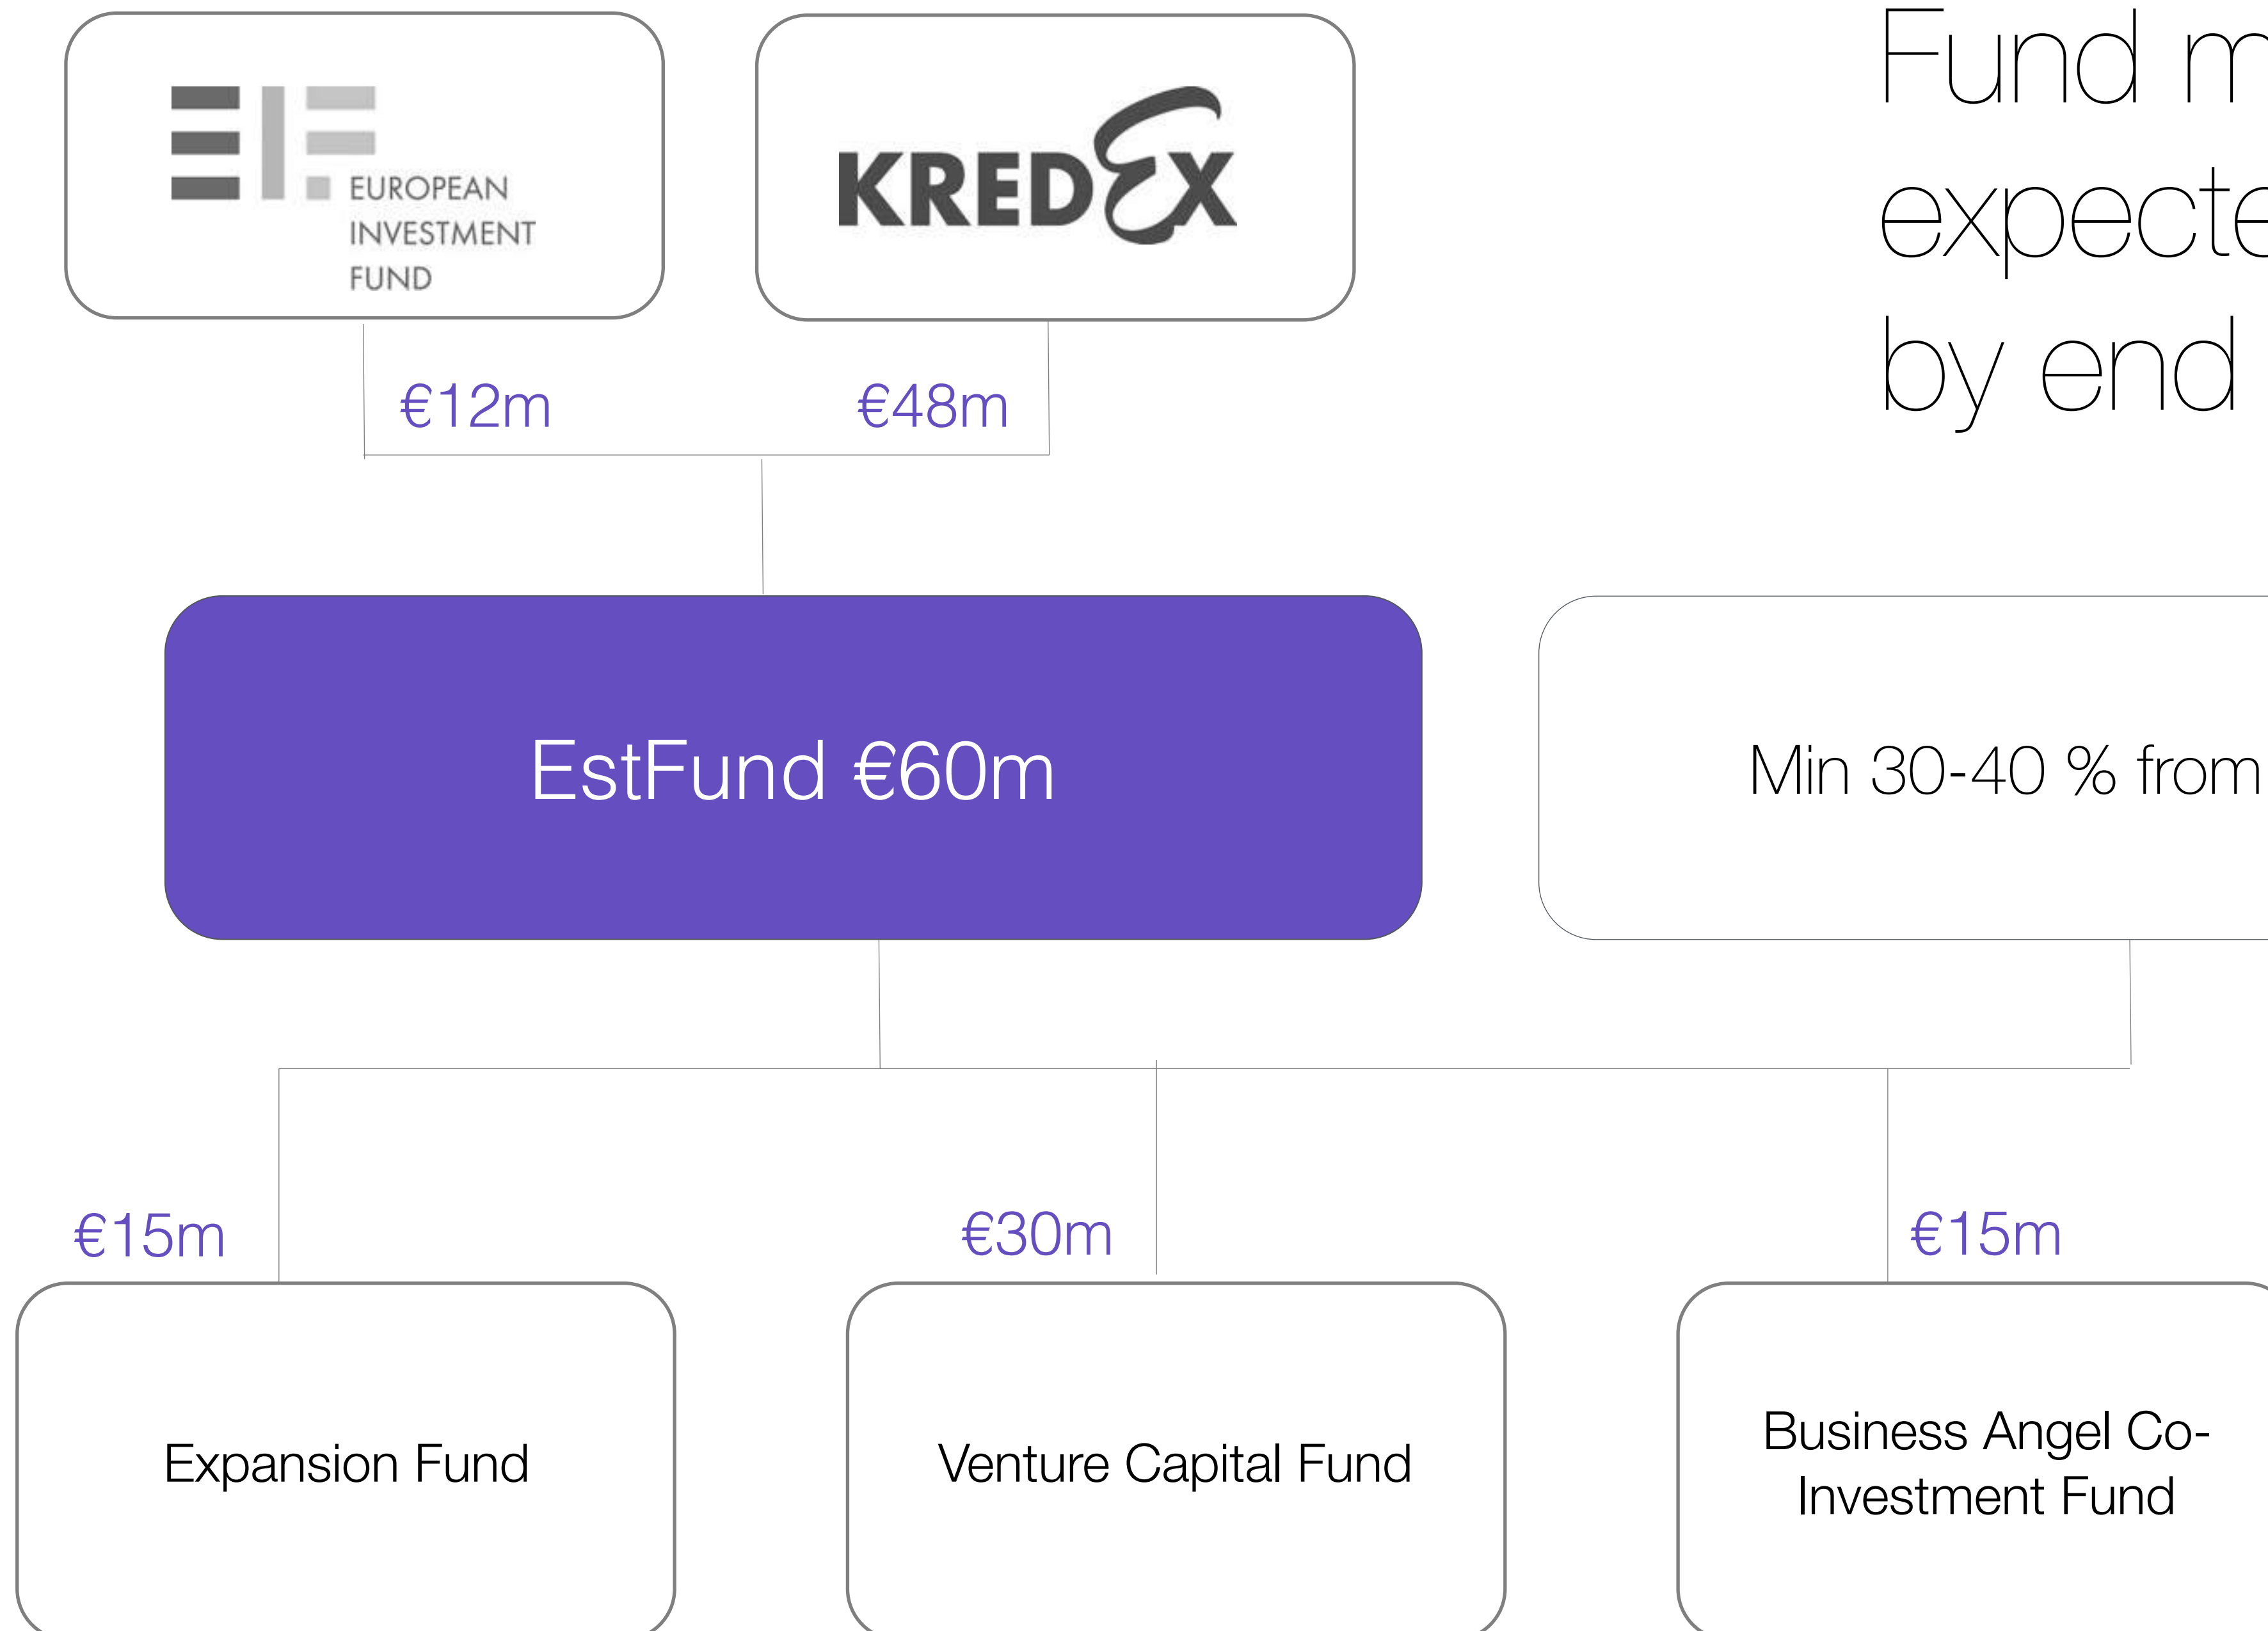 EUROPEAN
INVESTMENT
FUND
KREDEX
Fund m
expecte
by end
€12m
€48m
EstFund €60m
Min 30-40 % from
€15m
€30m
€15m
Expansion Fund
Venture Capital Fund
Business Angel Co-
Investment Fund